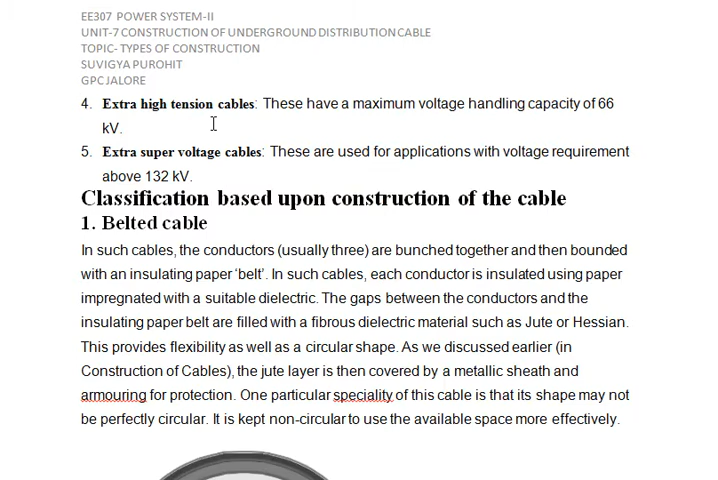 EE307 POWER SYSTEM-II
UNIT-7 CONSTRUCTION OF UNDERGROUND DISTRIBUTION CABLE
TOPIC- TYPES OF CONSTRUCTION
SUVIGYA PUROHIT
GPC JALORE
4. Extra high tension cables: These have a maximum voltage handling capacity of 66
kV.
5. Extra super voltage cables: These are used for applications with voltage requirement
above 132 kV.
Classification based upon construction of the cable
1. Belted cable
In such cables, the conductors (usually three) are bunched together and then bounded
with an insulating paper ‘belt’. In such cables, each conductor is insulated using paper
impregnated with a suitable dielectric. The gaps between the conductors and the
insulating paper belt are filled with a fibrous dielectric material such as Jute or Hessian.
This provides flexibility as well as a circular shape. As we discussed earlier (in
Construction of Cables), the jute layer is then covered by a metallic sheath and
armouring for protection. One particular speciality of this cable is that its shape may not
be perfectly circular. It is kept non-circular to use the available space more effectively.